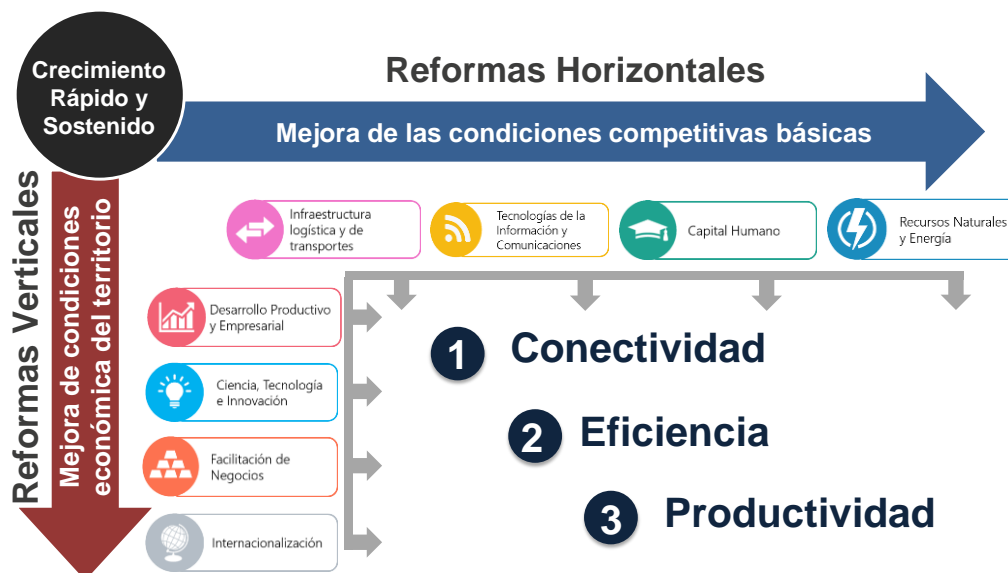 Crecimiento
Rápido y
Sostenido
Reformas Horizontales
Mejora de las condiciones competitivas básicas
Reformas Verticales
Mejora de condiciones
económica del territorio
Infraestructura
logística y de
transportes
Tecnologías de la
Información y
Comunicaciones
Capital Humano
Recursos Naturales
y Energía
Desarrollo Productivo
y Empresarial
Ciencia, Tecnología
e Innovación
Facilitación de
Negocios
Internacionalización
1 Conectividad
2 Eficiencia
3 Productividad